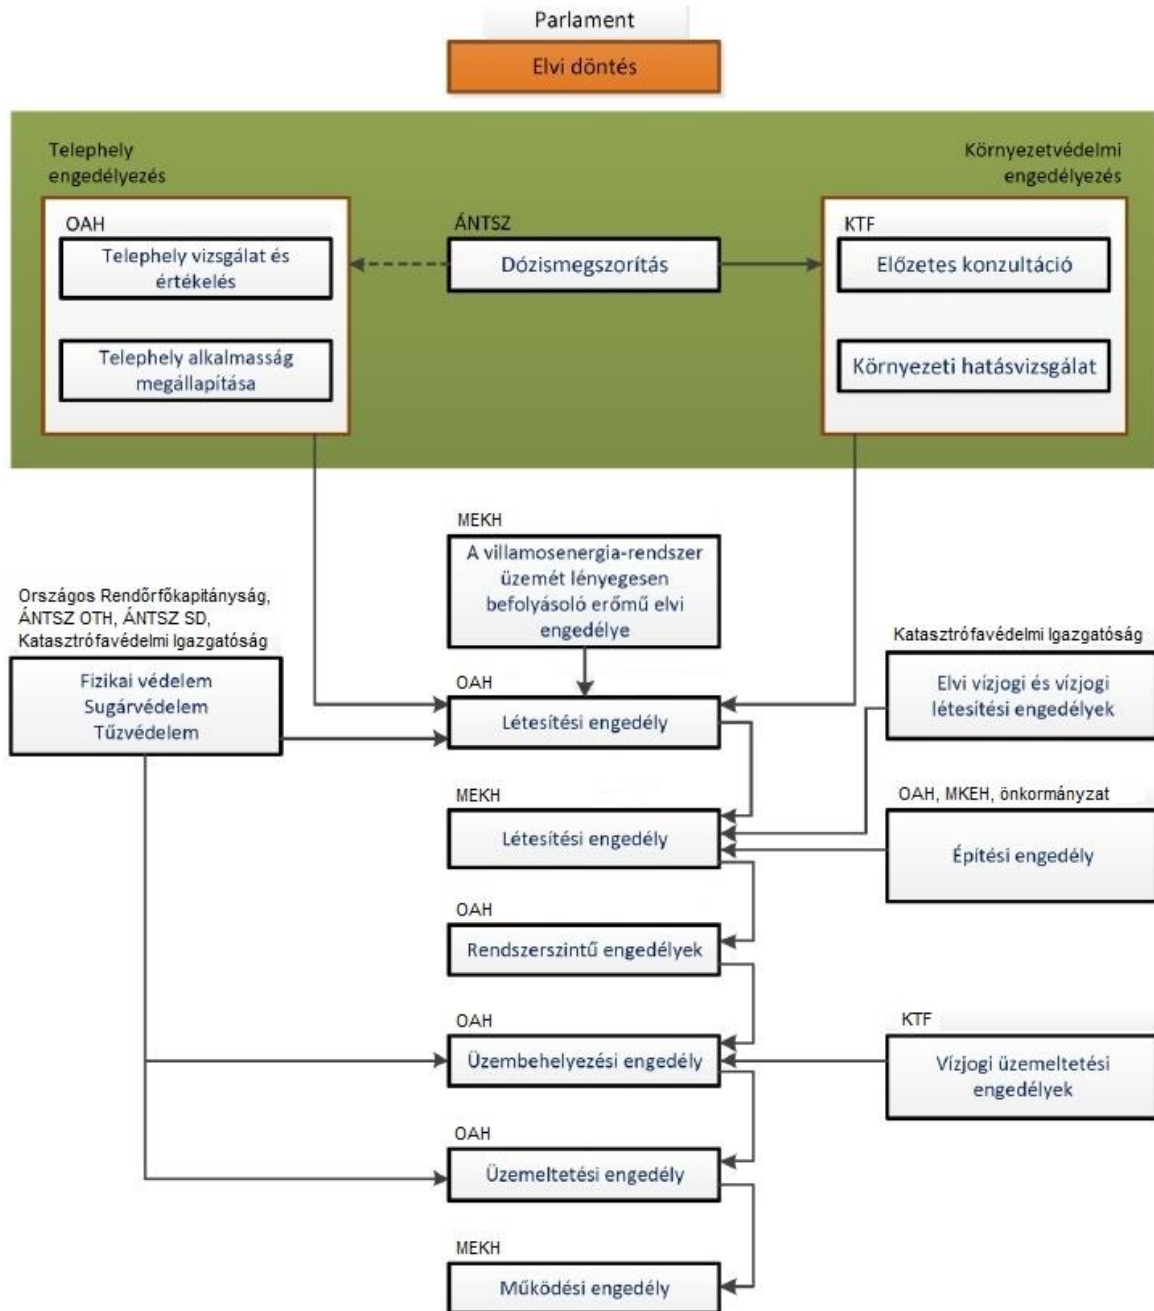 Parlament
Elvi döntés
Telephely
engedélyezés
Környezetvédelmi
engedélyezés
OAH
Telephely vizsgálat és
értékelés
Telephely alkalmasság
megállapítása
ÁNTSZ
Dózismegszorítás
KTF
Előzetes konzultáció
Környezeti hatásvizsgálat
MEKH
A villamosenergia-rendszer
üzemét lényegesen
befolyásoló erőmű elvi
engedélye
Országos Rendőrfőkapitányság,
ÁNTSZ OTH, ÁNTSZ SD,
Katasztrófavédelmi Igazgatóság
Fizikai védelem
Sugárvédelem
Tűzvédelem
Katasztrófavédelmi Igazgatóság
Elvi vízjogi és vízjogi
létesítési engedélyek
OAH
Létesítési engedély
MEKH
Létesítési engedély
OAH, MKEH, önkormányzat
Építési engedély
OAH
Rendszerszintű engedélyek
OAH
Üzembehelyezési engedély
KTF
Vízjogi üzemeltetési
engedélyek
OAH
Üzemeltetési engedély
MEKH
Működési engedély